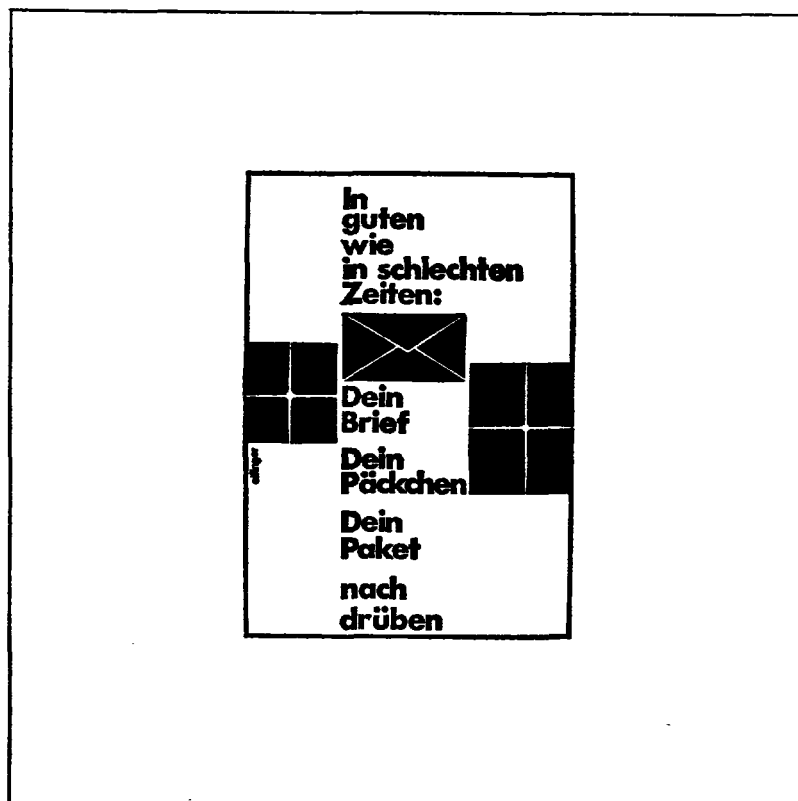 In
guten
wie
in schlechten
Zeiten:
Dein
Brief
Dein
Päckchen
Dein
Paket
nach
drüben